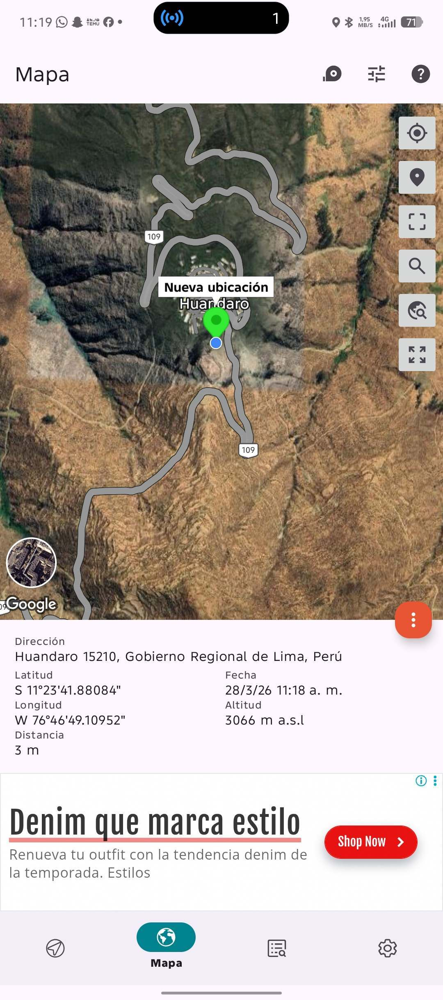 11:19
TEMU
1
1,95
MB/S
4G
71
Mapa
109
Nueva ubicación
Huandaro
109
09
Google
Dirección
Huandaro 15210, Gobierno Regional de Lima, Perú
Latitud
S 11°23'41.88084"
Fecha
28/3/26 11:18 a. m.
Longitud
W 76°46'49.10952"
Altitud
3066 m a.s.l
Distancia
3 m
Denim que marca estilo
Renueva tu outfit con la tendencia denim de
la temporada. Estilos
Shop Now
Mapa